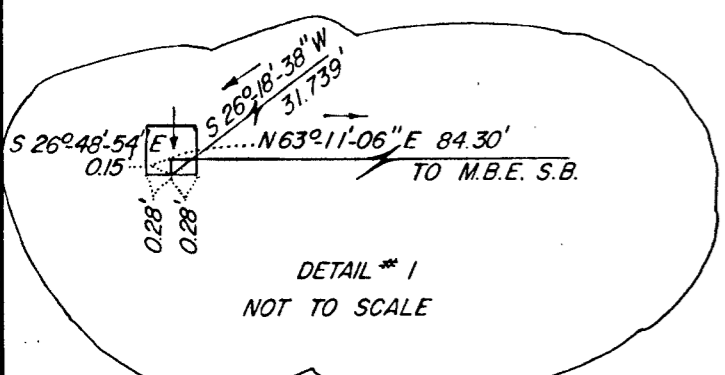 S 26°-18'-38" W
31.739'
S 26°-48'-54" E
0.15
N 63°-11'-06" E 84.30'
TO M.B.E. S.B.
0.28'
0.28'
DETAIL # 1
NOT TO SCALE